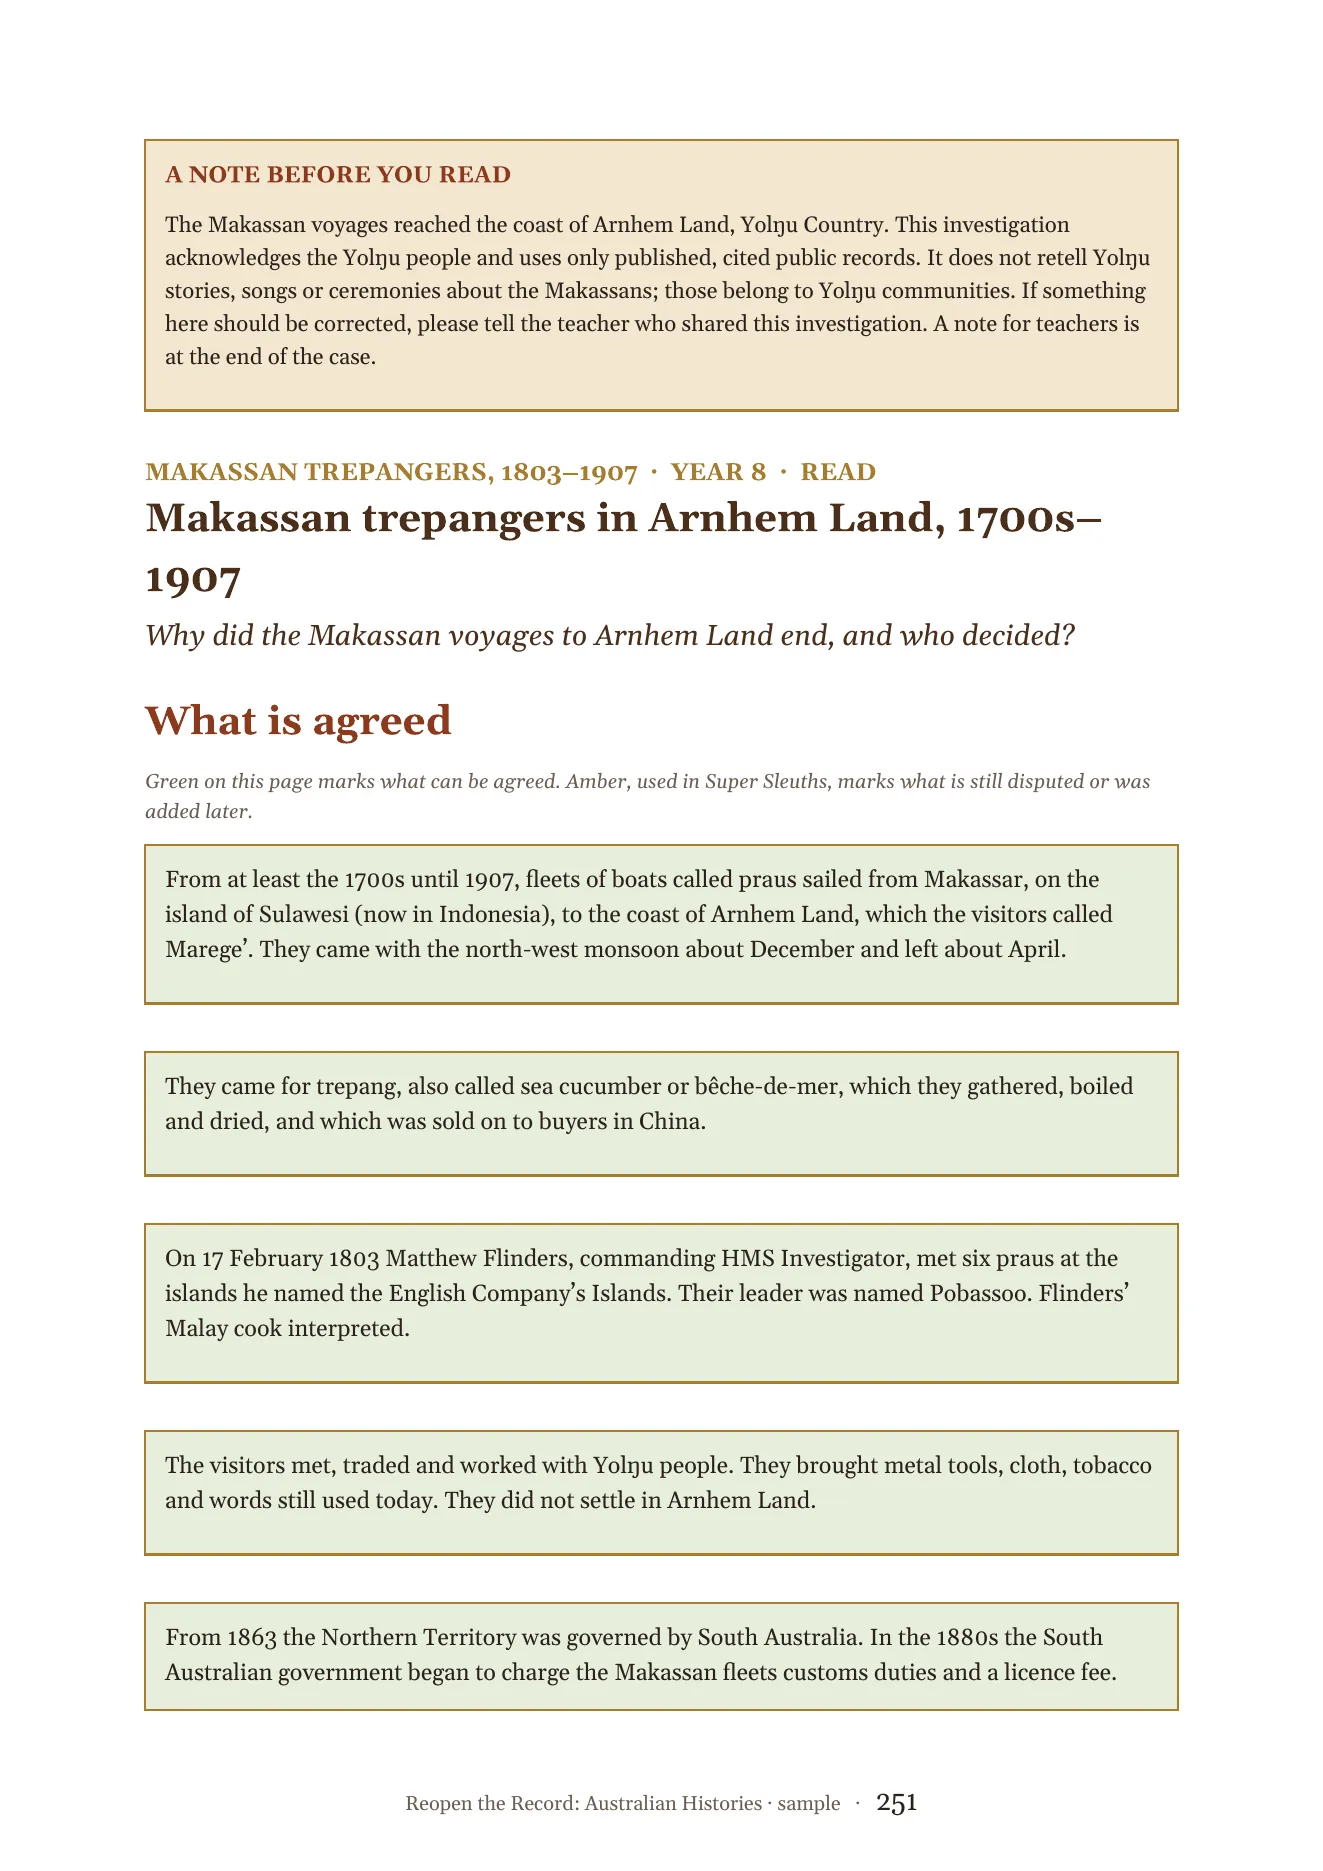 A NOTE BEFORE YOU READ
The Makassan voyages reached the coast of Arnhem Land, Yolŋu Country. This investigation
acknowledges the Yolŋu people and uses only published, cited public records. It does not retell Yolŋu
stories, songs or ceremonies about the Makassans; those belong to Yolŋu communities. If something
here should be corrected, please tell the teacher who shared this investigation. A note for teachers is
at the end of the case.
MAKASSAN TREPANGERS, 1803–1907 · YEAR 8 · READ
Makassan trepangers in Arnhem Land, 1700s–
1907
Why did the Makassan voyages to Arnhem Land end, and who decided?
What is agreed
Green on this page marks what can be agreed. Amber, used in Super Sleuths, marks what is still disputed or was
added later.
From at least the 1700s until 1907, fleets of boats called praus sailed from Makassar, on the
island of Sulawesi (now in Indonesia), to the coast of Arnhem Land, which the visitors called
Marege’. They came with the north-west monsoon about December and left about April.
They came for trepang, also called sea cucumber or bêche-de-mer, which they gathered, boiled
and dried, and which was sold on to buyers in China.
On 17 February 1803 Matthew Flinders, commanding HMS Investigator, met six praus at the
islands he named the English Company’s Islands. Their leader was named Pobassoo. Flinders’
Malay cook interpreted.
The visitors met, traded and worked with Yolŋu people. They brought metal tools, cloth, tobacco
and words still used today. They did not settle in Arnhem Land.
From 1863 the Northern Territory was governed by South Australia. In the 1880s the South
Australian government began to charge the Makassan fleets customs duties and a licence fee.
Reopen the Record: Australian Histories · sample · 251